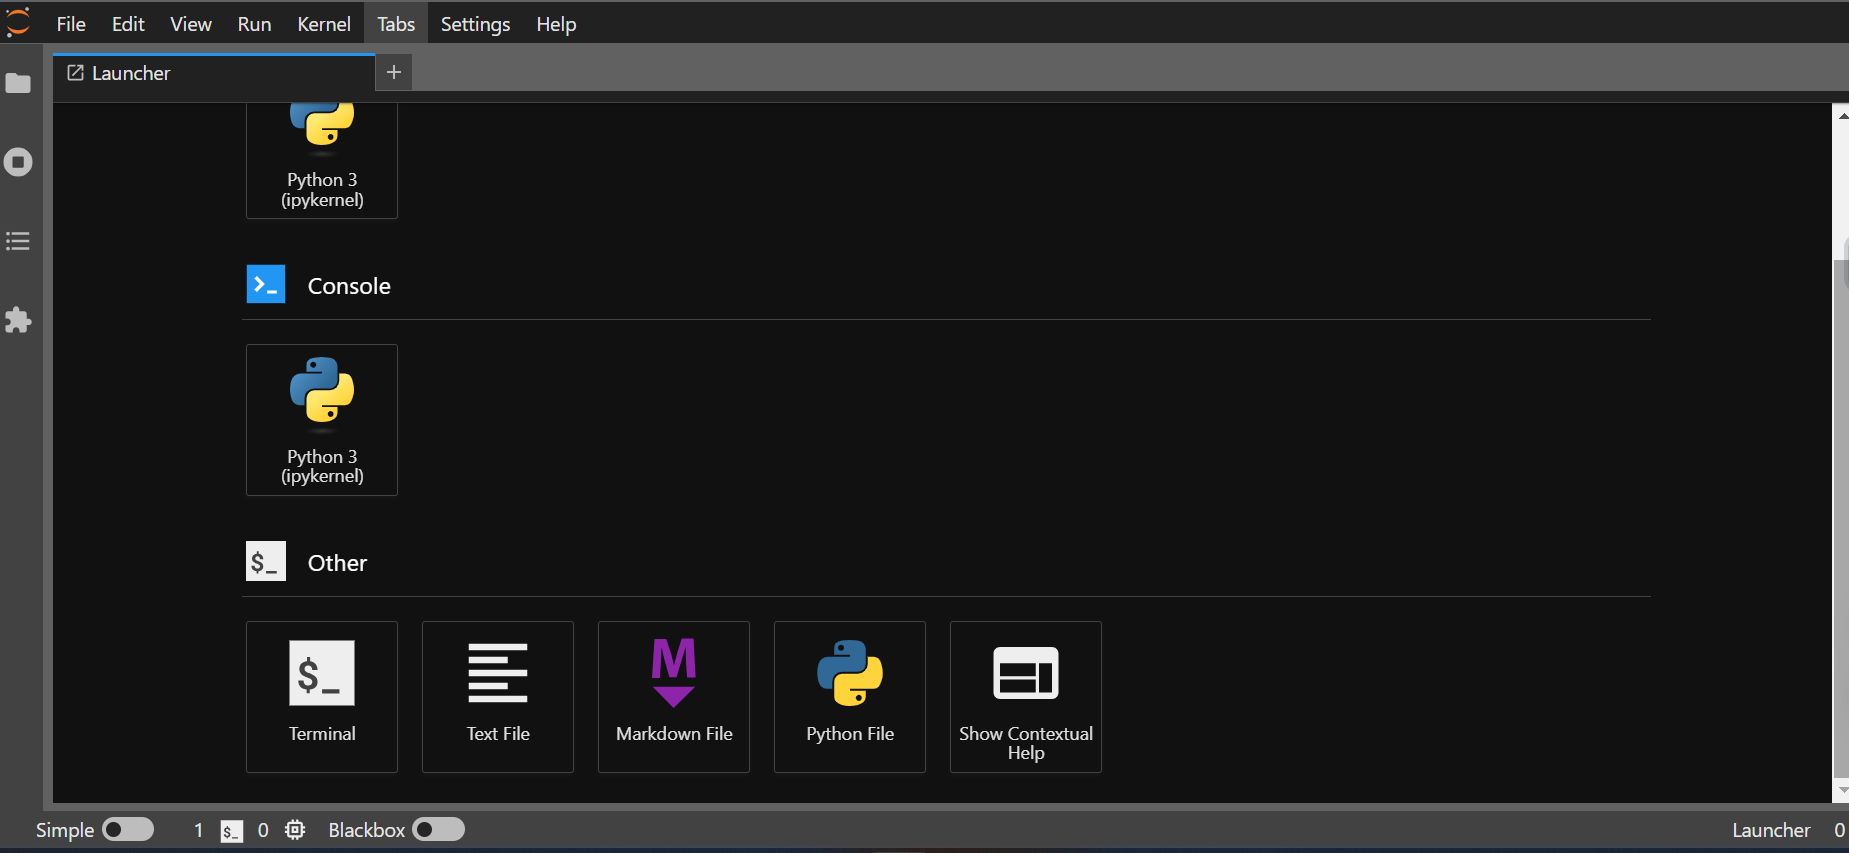 File Edit View Run Kernel Tabs Settings Help
Launcher
Python 3
(ipykernel)
Console
Python 3
(ipykernel)
$_ Other
$_
Terminal
Text File
M
Markdown File
Python File
Show Contextual
Help
Simple 1 $_ 0 Blackbox Launcher 0